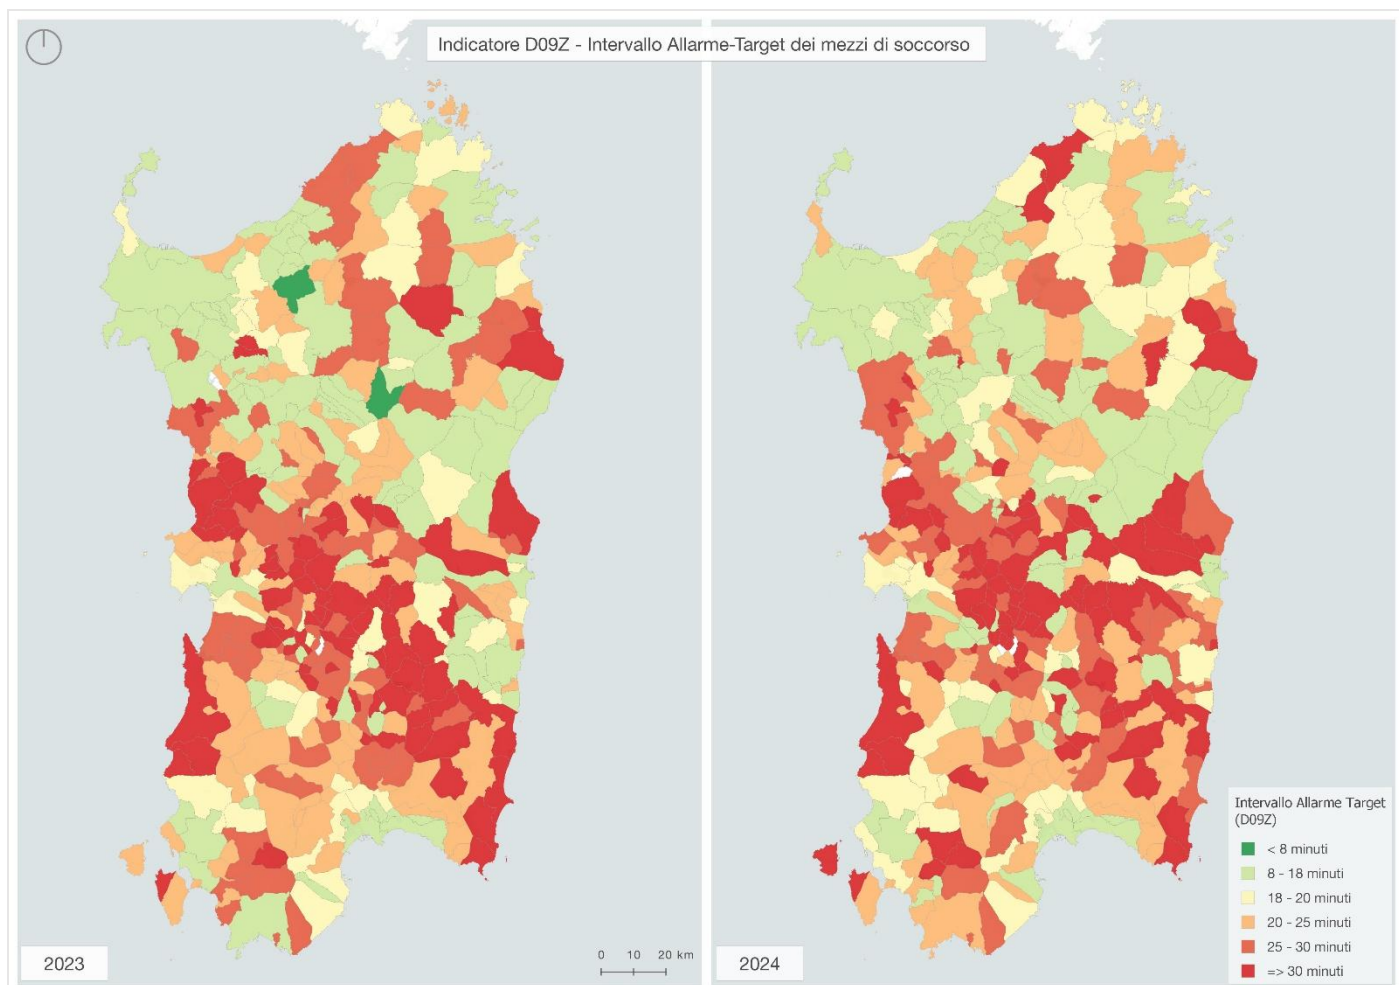 Indicatore D09Z - Intervallo Allarme-Target dei mezzi di soccorso
2023
0 10 20 km
2024
Intervallo Allarme Target
(D09Z)
< 8 minuti
8 - 18 minuti
18 - 20 minuti
20 - 25 minuti
25 - 30 minuti
=> 30 minuti